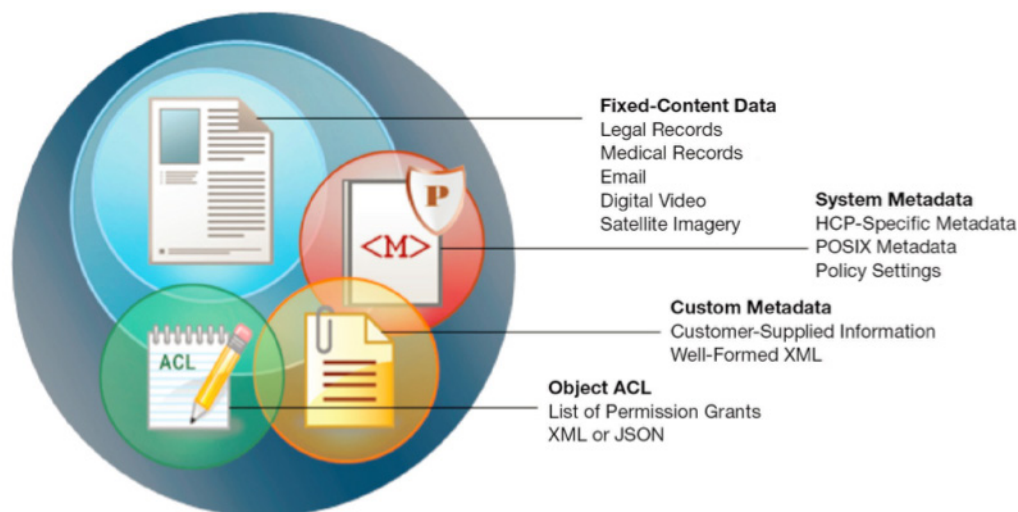 Fixed-Content Data
Legal Records
Medical Records
Email
Digital Video
Satellite Imagery
P
<M>
System Metadata
HCP-Specific Metadata
POSIX Metadata
Policy Settings
Custom Metadata
Customer-Supplied Information
Well-Formed XML
ACL
Object ACL
List of Permission Grants
XML or JSON